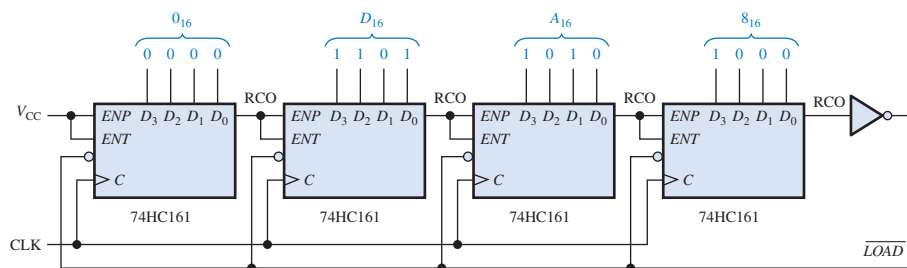 0₁₆ D₁₆ A₁₆ 8₁₆
0 0 0 0 1 1 0 1 1 0 1 0 1 0 0 0
RCO RCO RCO RCO
V_CC ENP D₃ D₂ D₁ D₀ ENP D₃ D₂ D₁ D₀ ENP D₃ D₂ D₁ D₀ ENP D₃ D₂ D₁ D₀
ENT ENT ENT ENT
C C C C
74HC161 74HC161 74HC161 74HC161
CLK L̅O̅A̅D̅